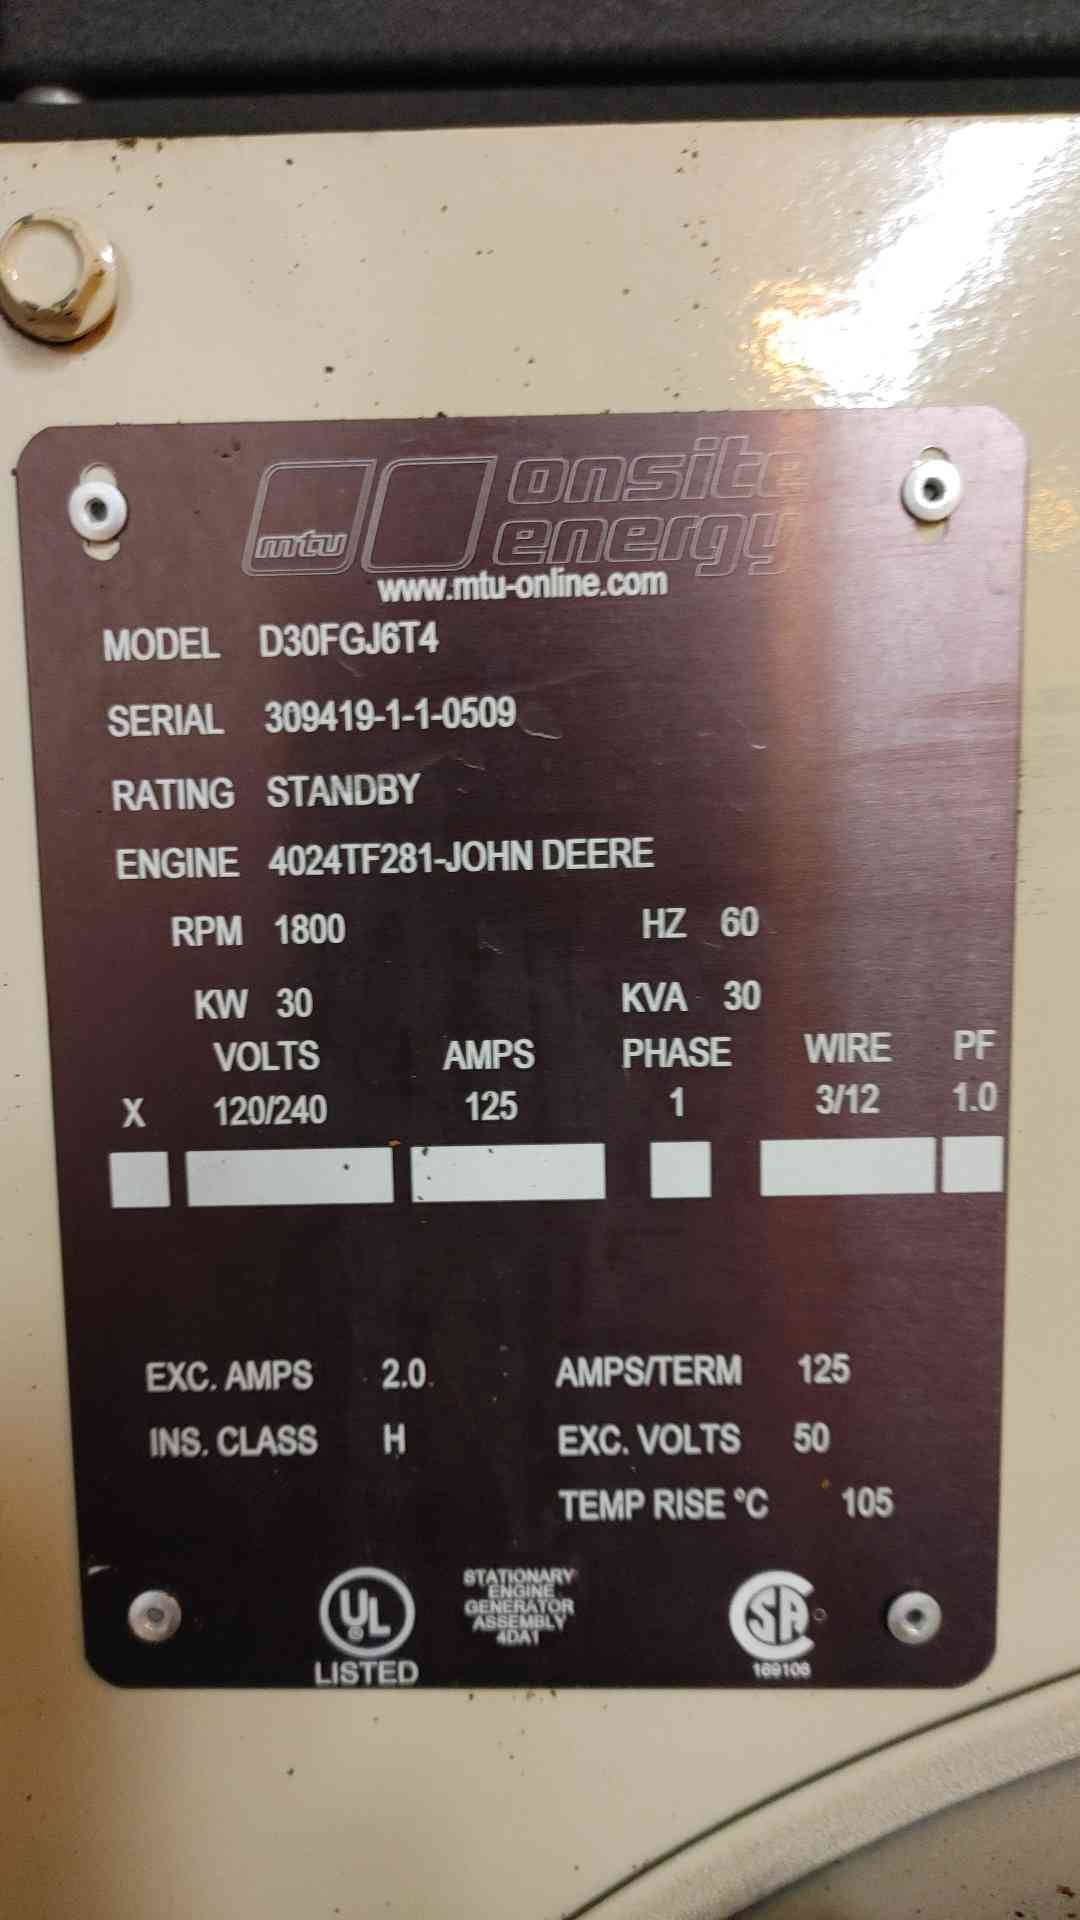 mtu onsite
energy
www.mtu-online.com
MODEL D30FGJ6T4
SERIAL 309419-1-1-0509
RATING STANDBY
ENGINE 4024TF281-JOHN DEERE
RPM 1800 HZ 60
KW 30 KVA 30
VOLTS AMPS PHASE WIRE PF
X 120/240 125 1 3/12 1.0
EXC. AMPS 2.0 AMPS/TERM 125
INS. CLASS H EXC. VOLTS 50
TEMP RISE °C 105
UL
®
LISTED
STATIONARY
ENGINE
GENERATOR
ASSEMBLY
4DA1
SA
169106